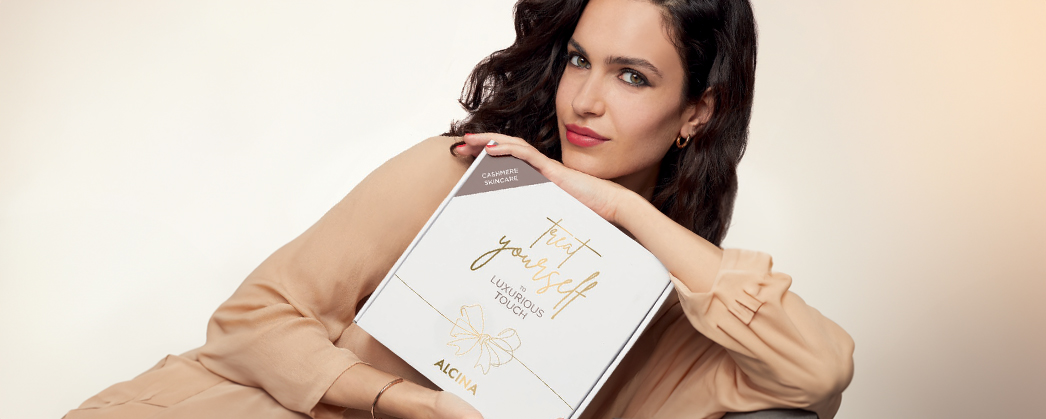 CASHMERE
SKINCARE
treat
yourself
TO
LUXURIOUS
TOUCH
ALCINA